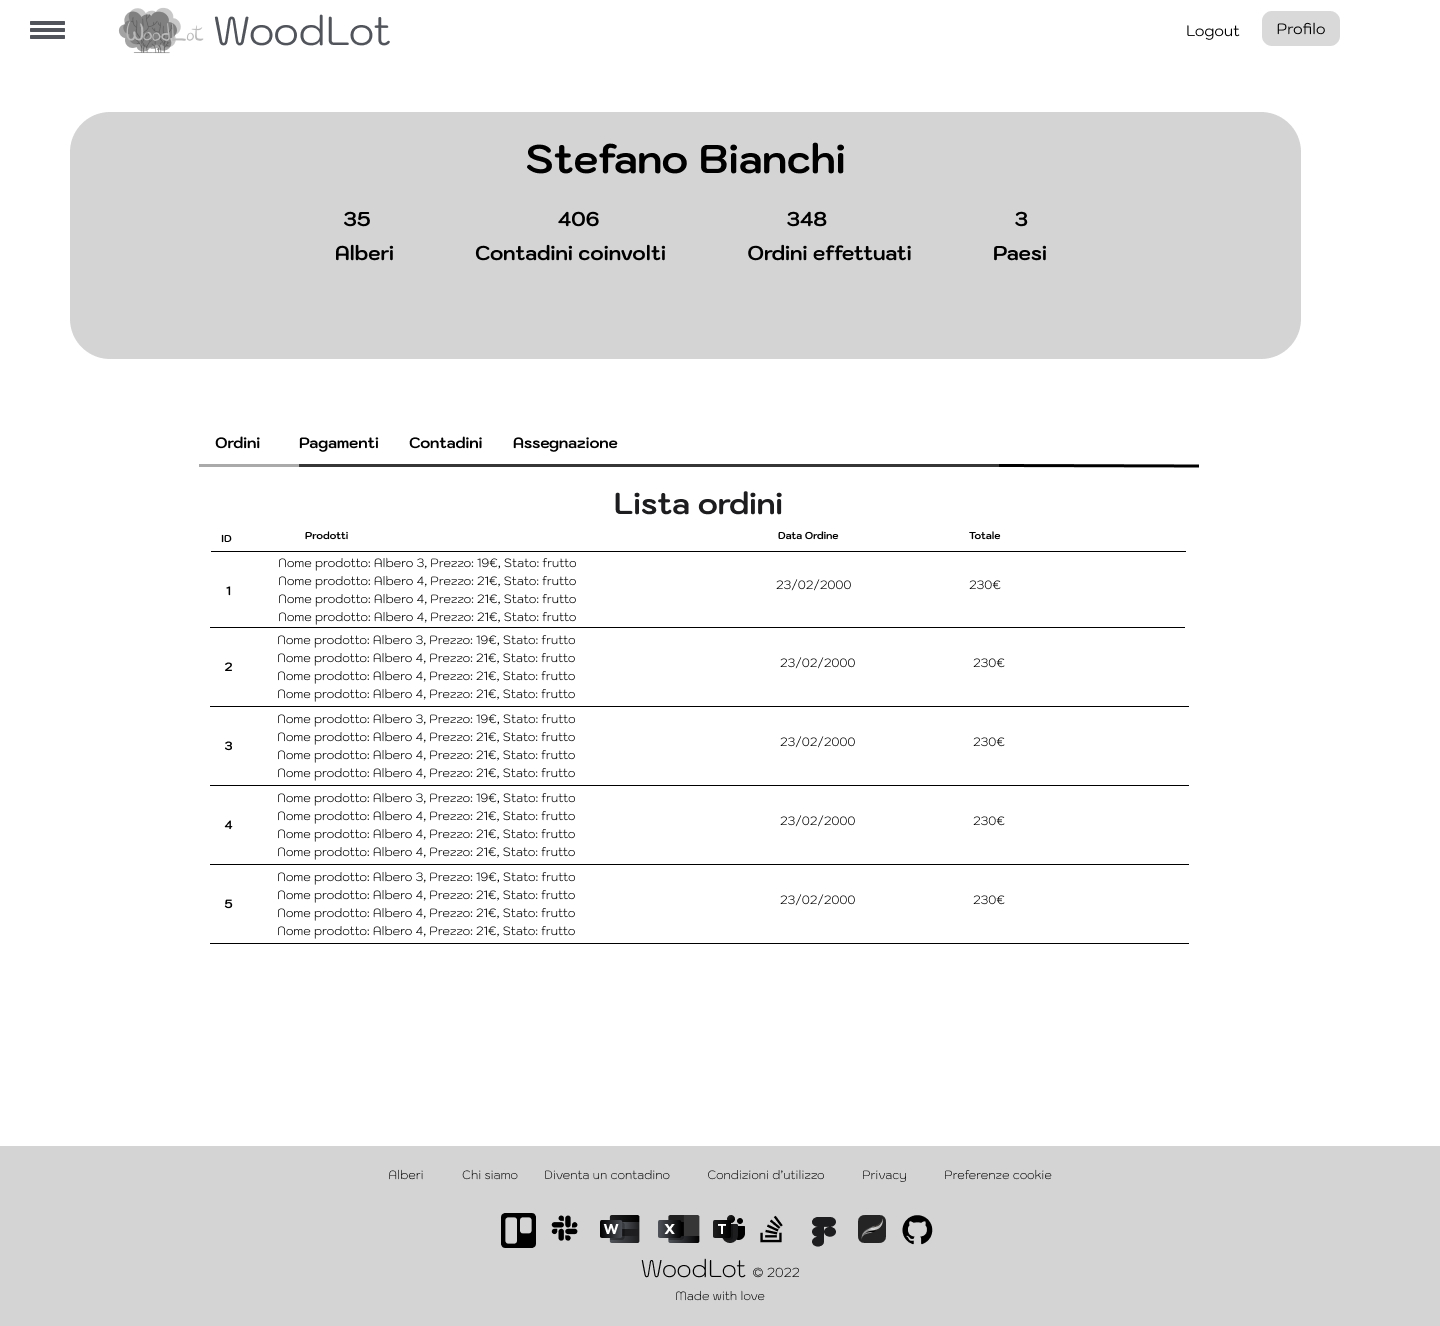 WoodLot WoodLot Logout Profilo
Stefano Bianchi
35 406 348 3
Alberi Contadini coinvolti Ordini effettuati Paesi
Ordini Pagamenti Contadini Assegnazione
Lista ordini
ID Prodotti Data Ordine Totale
Nome prodotto: Albero 3, Prezzo: 19€, Stato: frutto
Nome prodotto: Albero 4, Prezzo: 21€, Stato: frutto
1 23/02/2000 230€
Nome prodotto: Albero 4, Prezzo: 21€, Stato: frutto
Nome prodotto: Albero 4, Prezzo: 21€, Stato: frutto
Nome prodotto: Albero 3, Prezzo: 19€, Stato: frutto
Nome prodotto: Albero 4, Prezzo: 21€, Stato: frutto
2 23/02/2000 230€
Nome prodotto: Albero 4, Prezzo: 21€, Stato: frutto
Nome prodotto: Albero 4, Prezzo: 21€, Stato: frutto
Nome prodotto: Albero 3, Prezzo: 19€, Stato: frutto
Nome prodotto: Albero 4, Prezzo: 21€, Stato: frutto
3 23/02/2000 230€
Nome prodotto: Albero 4, Prezzo: 21€, Stato: frutto
Nome prodotto: Albero 4, Prezzo: 21€, Stato: frutto
Nome prodotto: Albero 3, Prezzo: 19€, Stato: frutto
Nome prodotto: Albero 4, Prezzo: 21€, Stato: frutto
4 23/02/2000 230€
Nome prodotto: Albero 4, Prezzo: 21€, Stato: frutto
Nome prodotto: Albero 4, Prezzo: 21€, Stato: frutto
Nome prodotto: Albero 3, Prezzo: 19€, Stato: frutto
Nome prodotto: Albero 4, Prezzo: 21€, Stato: frutto
5 23/02/2000 230€
Nome prodotto: Albero 4, Prezzo: 21€, Stato: frutto
Nome prodotto: Albero 4, Prezzo: 21€, Stato: frutto
Alberi Chi siamo Diventa un contadino Condizioni d'utilizzo Privacy Preferenze cookie
W X T
WoodLot © 2022
Made with love